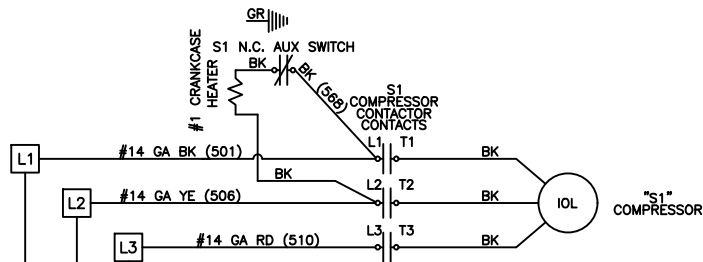 GR
S1 N.C. AUX SWITCH
#1 CRANKCASE
HEATER
BK
BK (568)
S1
COMPRESSOR
CONTACTOR
CONTACTS
L1
#14 GA BK (501)
L1
T1
BK
BK
L2
#14 GA YE (506)
L2
T2
BK
IOL
"S1"
COMPRESSOR
L3
#14 GA RD (510)
L3
T3
BK